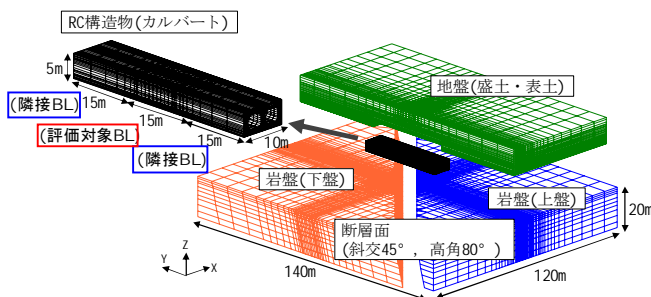 RC構造物(カルバート)
5m
15m
15m
15m
10m
(隣接BL)
(評価対象BL)
(隣接BL)
地盤(盛土・表土)
岩盤(下盤)
岩盤(上盤)
断層面
(斜交45°，高角80°)
20m
140m
120m
Z
Y
X